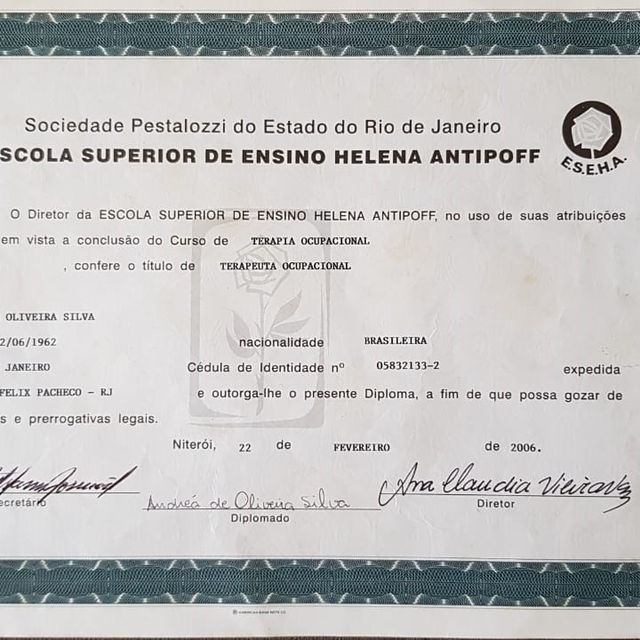 Sociedade Pestalozzi do Estado do Rio de Janeiro
SCOLA SUPERIOR DE ENSINO HELENA ANTIPOFF
E.S.E.H.A.
O Diretor da ESCOLA SUPERIOR DE ENSINO HELENA ANTIPOFF, no uso de suas atribuições
em vista a conclusão do Curso de TERAPIA OCUPACIONAL
, confere o título de TERAPEUTA OCUPACIONAL
OLIVEIRA SILVA
2/06/1962 nacionalidade BRASILEIRA
JANEIRO Cédula de Identidade nº 05832133-2 expedida
FELIX PACHECO - RJ e outorga-lhe o presente Diploma, a fim de que possa gozar de
s e prerrogativas legais.
Niterói, 22 de FEVEREIRO de 2006.
Andreá de Oliveira Silva Ana Claudia Vieira
ecretário Diplomado Diretor